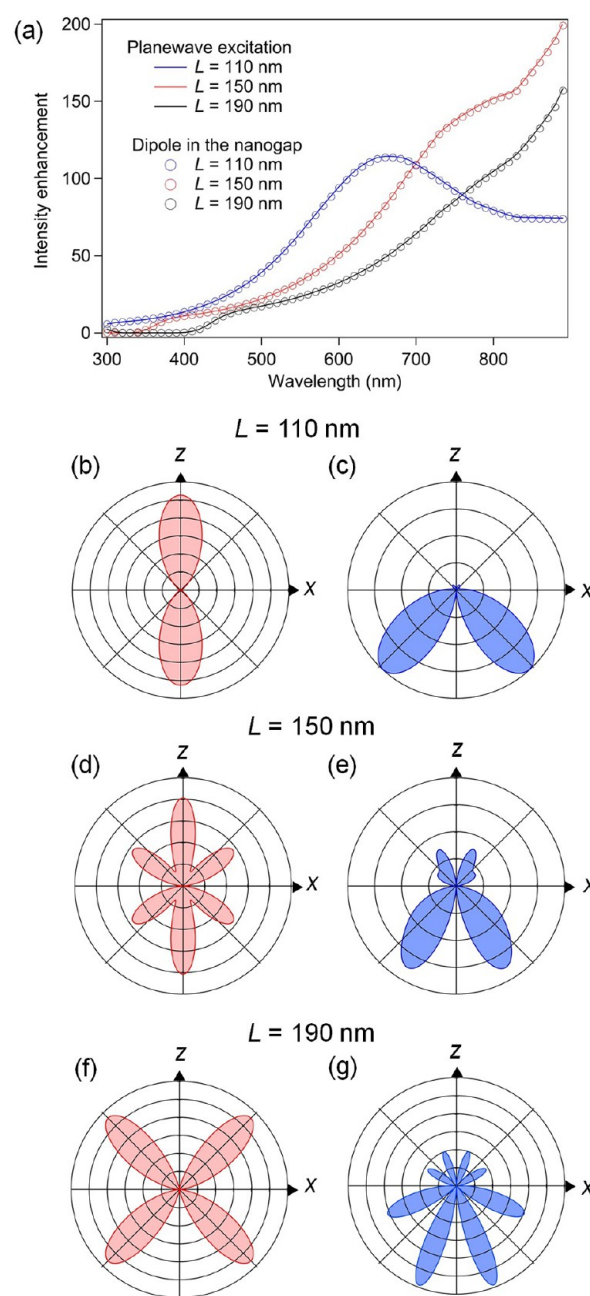 (a)
200
150
100
50
0
Intensity enhancement
Planewave excitation
L = 110 nm
L = 150 nm
L = 190 nm
Dipole in the nanogap
L = 110 nm
L = 150 nm
L = 190 nm
300 400 500 600 700 800
Wavelength (nm)
L = 110 nm
(b) z x
(c) z x
L = 150 nm
(d) z x
(e) z x
L = 190 nm
(f) z x
(g) z x